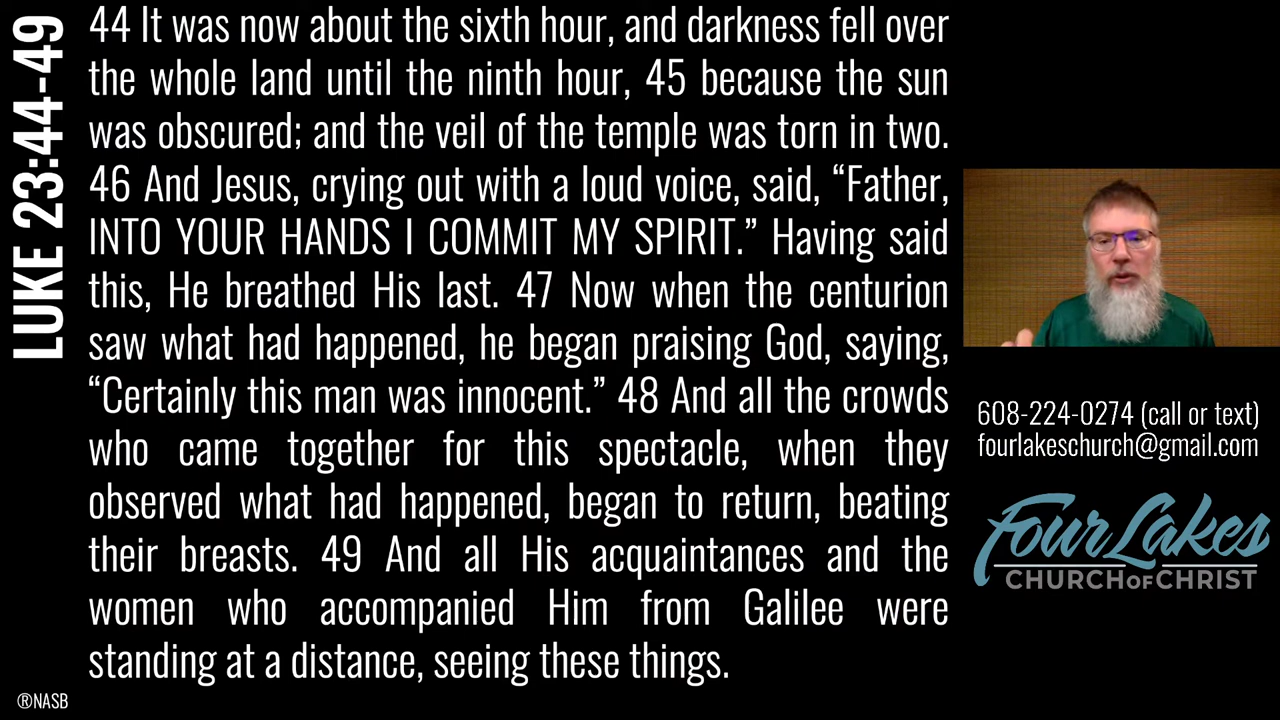 LUKE 23:44-49
44 It was now about the sixth hour, and darkness fell over
the whole land until the ninth hour, 45 because the sun
was obscured; and the veil of the temple was torn in two.
46 And Jesus, crying out with a loud voice, said, “Father,
INTO YOUR HANDS I COMMIT MY SPIRIT.” Having said
this, He breathed His last. 47 Now when the centurion
saw what had happened, he began praising God, saying,
“Certainly this man was innocent.” 48 And all the crowds
who came together for this spectacle, when they
observed what had happened, began to return, beating
their breasts. 49 And all His acquaintances and the
women who accompanied Him from Galilee were
standing at a distance, seeing these things.
®NASB
608-224-0274 (call or text)
fourlakeschurch@gmail.com
Four Lakes
CHURCH OF CHRIST